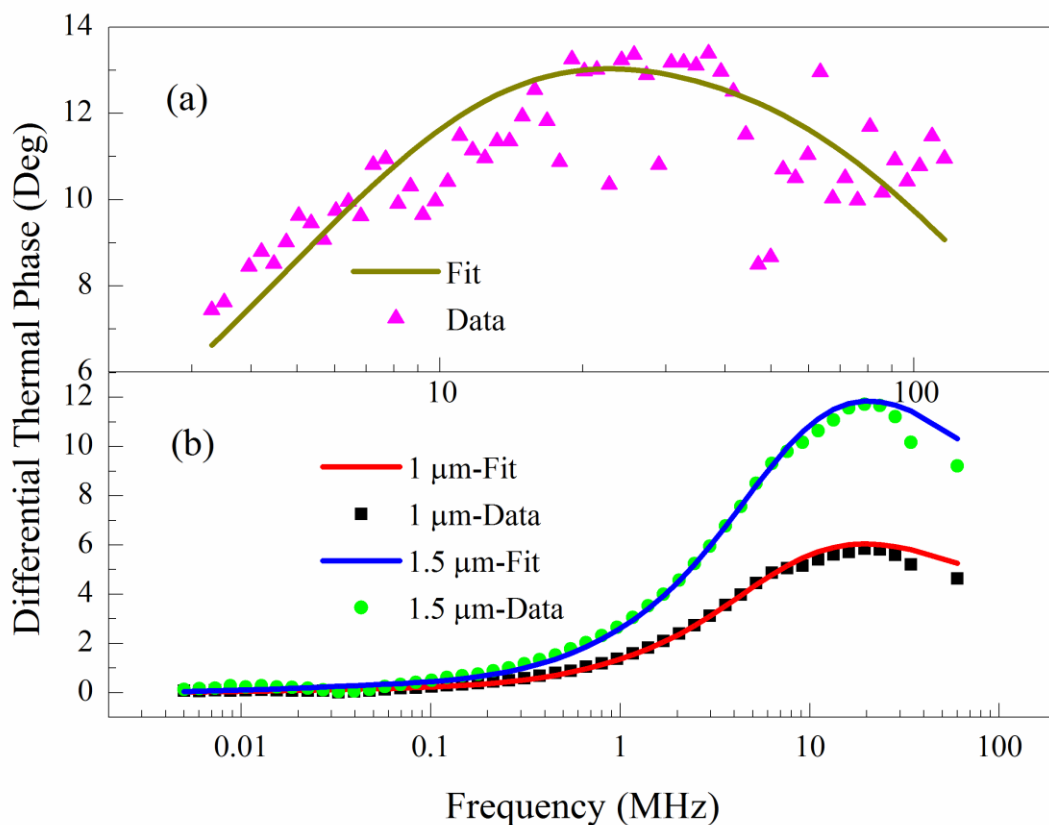 Differential Thermal Phase (Deg)
14
12
10
8
6
(a)
Fit
Data
10
100
12
10
8
6
4
2
0
(b)
1 μm-Fit
1 μm-Data
1.5 μm-Fit
1.5 μm-Data
0.01
0.1
1
10
100
Frequency (MHz)